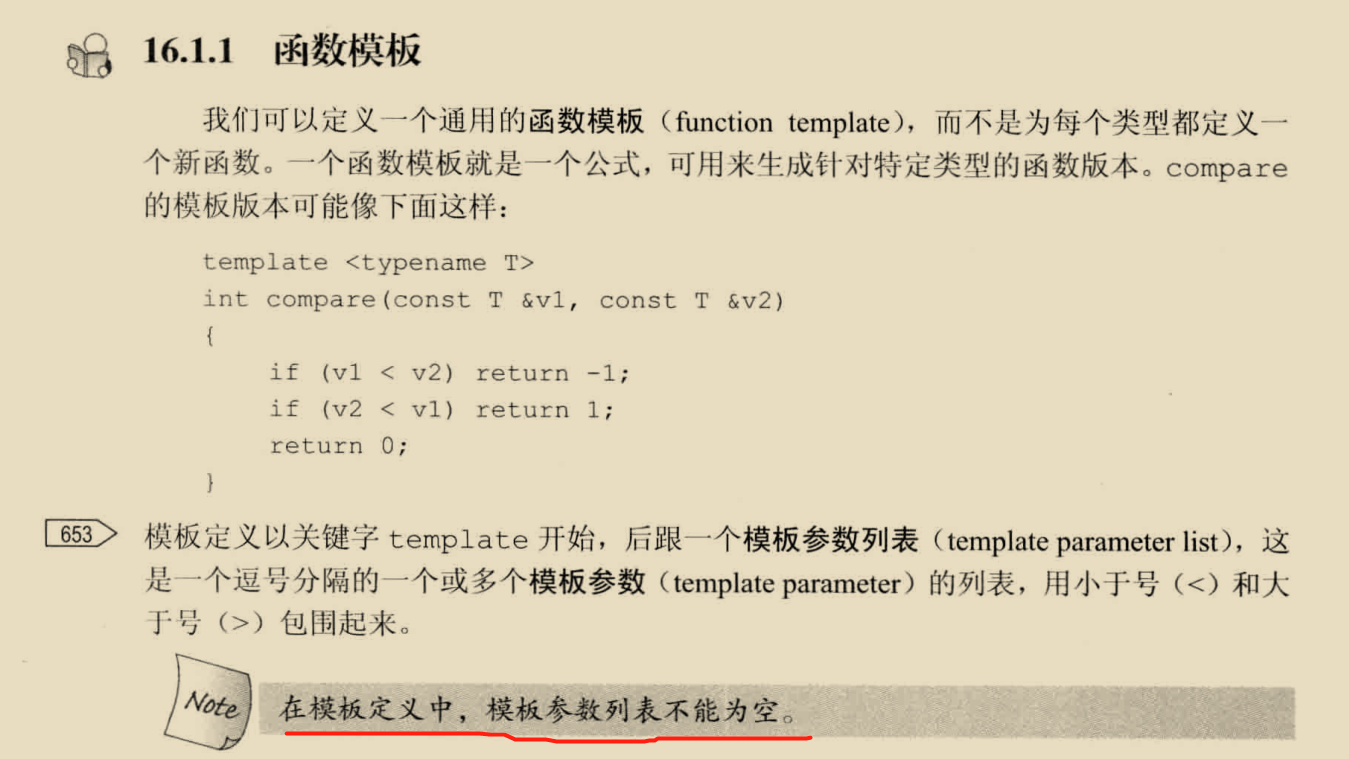 16.1.1 函数模板
我们可以定义一个通用的函数模板（function template），而不是为每个类型都定义一
个新函数。一个函数模板就是一个公式，可用来生成针对特定类型的函数版本。compare
的模板版本可能像下面这样：
template <typename T>
int compare(const T &v1, const T &v2)
{
    if (v1 < v2) return -1;
    if (v2 < v1) return 1;
    return 0;
}
653
模板定义以关键字 template 开始，后跟一个模板参数列表（template parameter list），这
是一个逗号分隔的一个或多个模板参数（template parameter）的列表，用小于号（<）和大
于号（>）包围起来。
Note
在模板定义中，模板参数列表不能为空。